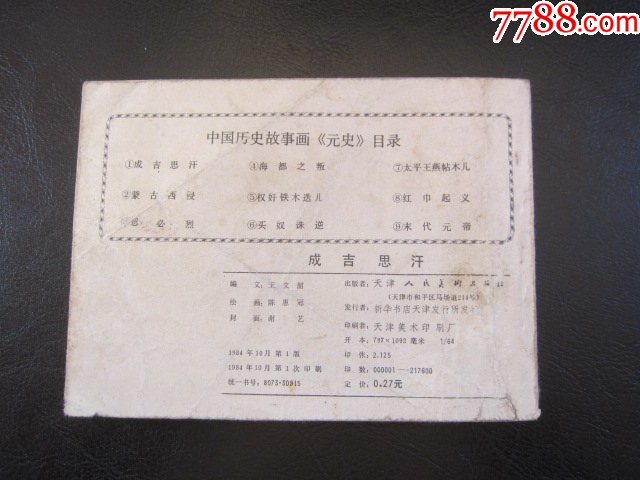 7788.com
中国历史故事画《元史》目录
①成吉思汗 ④海都之叛 ⑦太平王燕帖木儿
②蒙古西侵 ⑤权奸铁木迭儿 ⑧红巾起义
忽必烈 ⑥买奴诛逆 ⑨末代元帝
成吉思汗
编文:王文
绘画:陈惠冠
封面:谢艺
1984年10月第1版
1984年10月第1次印刷
统一书号:8073·30915
出版者:天津人民美术出版社
(天津市和平区马场道214号)
发行者:新华书店天津发行所发
印刷者:天津美术印刷厂
开本:787×1092毫米 1/64
印张:2.125
印数:000001—217600
定价:0.27元